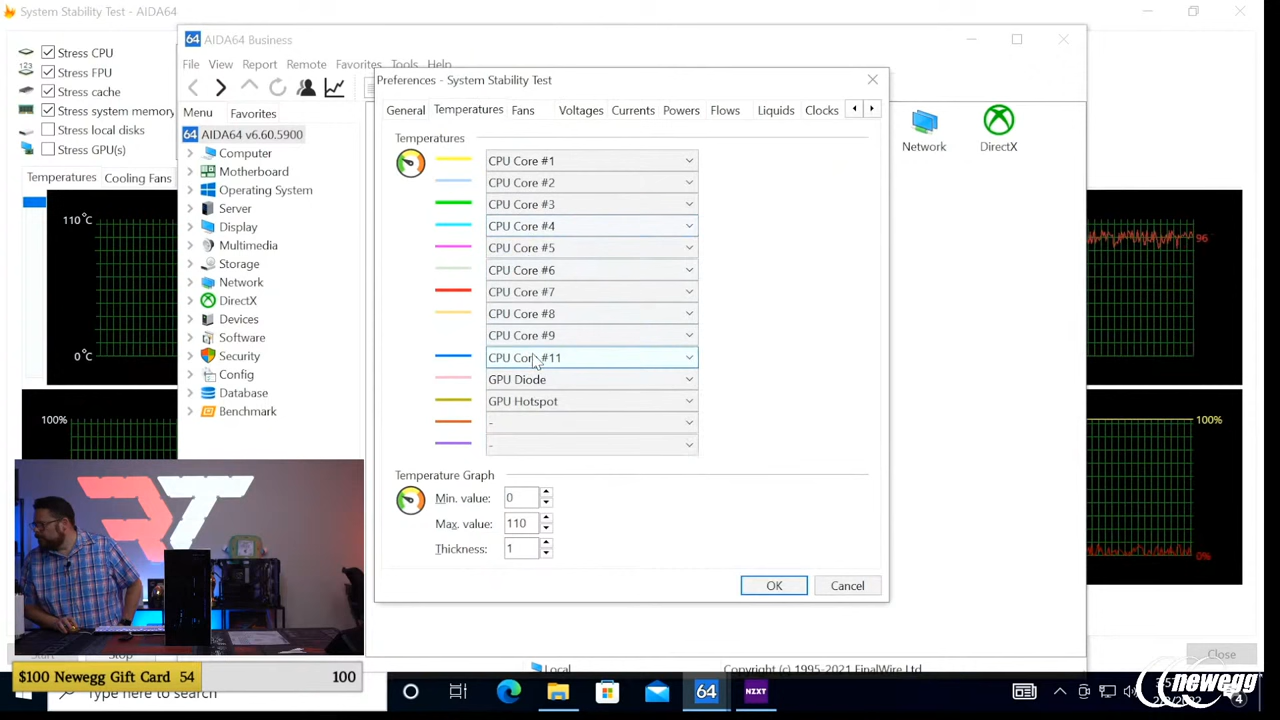 System Stability Test - AIDA64
Stress CPU
Stress FPU
Stress cache
Stress system memory
Stress local disks
Stress GPU(s)
Temperatures
Cooling Fans
110°C
0°C
100%
AIDA64 Business
File View Report Remote Favorites Tools Help
Menu Favorites
AIDA64 v6.60.5900
Computer
Motherboard
Operating System
Server
Display
Multimedia
Storage
Network
DirectX
Devices
Software
Security
Config
Database
Benchmark
Preferences - System Stability Test
General Temperatures Fans Voltages Currents Powers Flows Liquids Clocks
Temperatures
CPU Core #1
CPU Core #2
CPU Core #3
CPU Core #4
CPU Core #5
CPU Core #6
CPU Core #7
CPU Core #8
CPU Core #9
CPU Core #11
GPU Diode
GPU Hotspot
-
-
Temperature Graph
Min. value: 0
Max. value: 110
Thickness: 1
OK
Cancel
Network
DirectX
96
100%
0%
RT
Stop
Close
Local
Copyright (c) 1995-2021 FinalWire Ltd
$100 Newegg Gift Card 54 100
Type here to search
64
NZXT
4
newegg